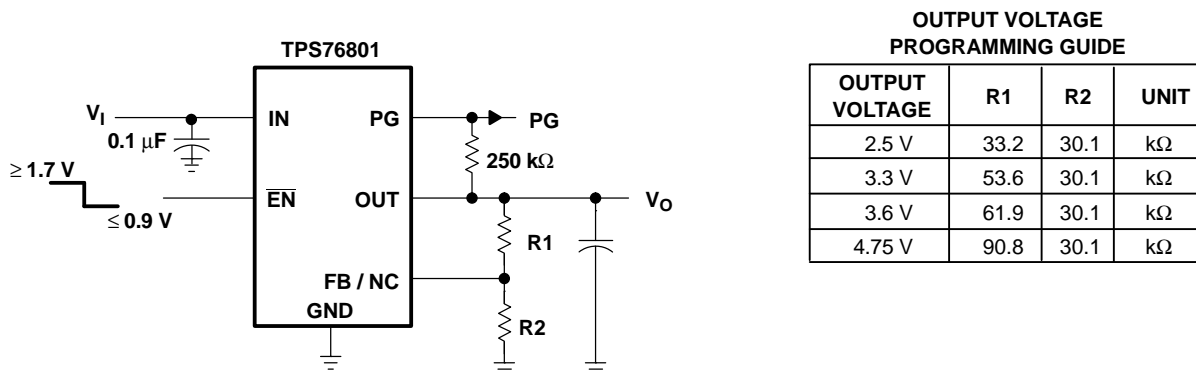 TPS76801
V_I
0.1 μF
IN
PG
PG
250 kΩ
≥ 1.7 V
≤ 0.9 V
EN
OUT
V_O
R1
FB / NC
GND
R2
OUTPUT VOLTAGE
PROGRAMMING GUIDE
OUTPUT VOLTAGE R1 R2 UNIT
2.5 V 33.2 30.1 kΩ
3.3 V 53.6 30.1 kΩ
3.6 V 61.9 30.1 kΩ
4.75 V 90.8 30.1 kΩ